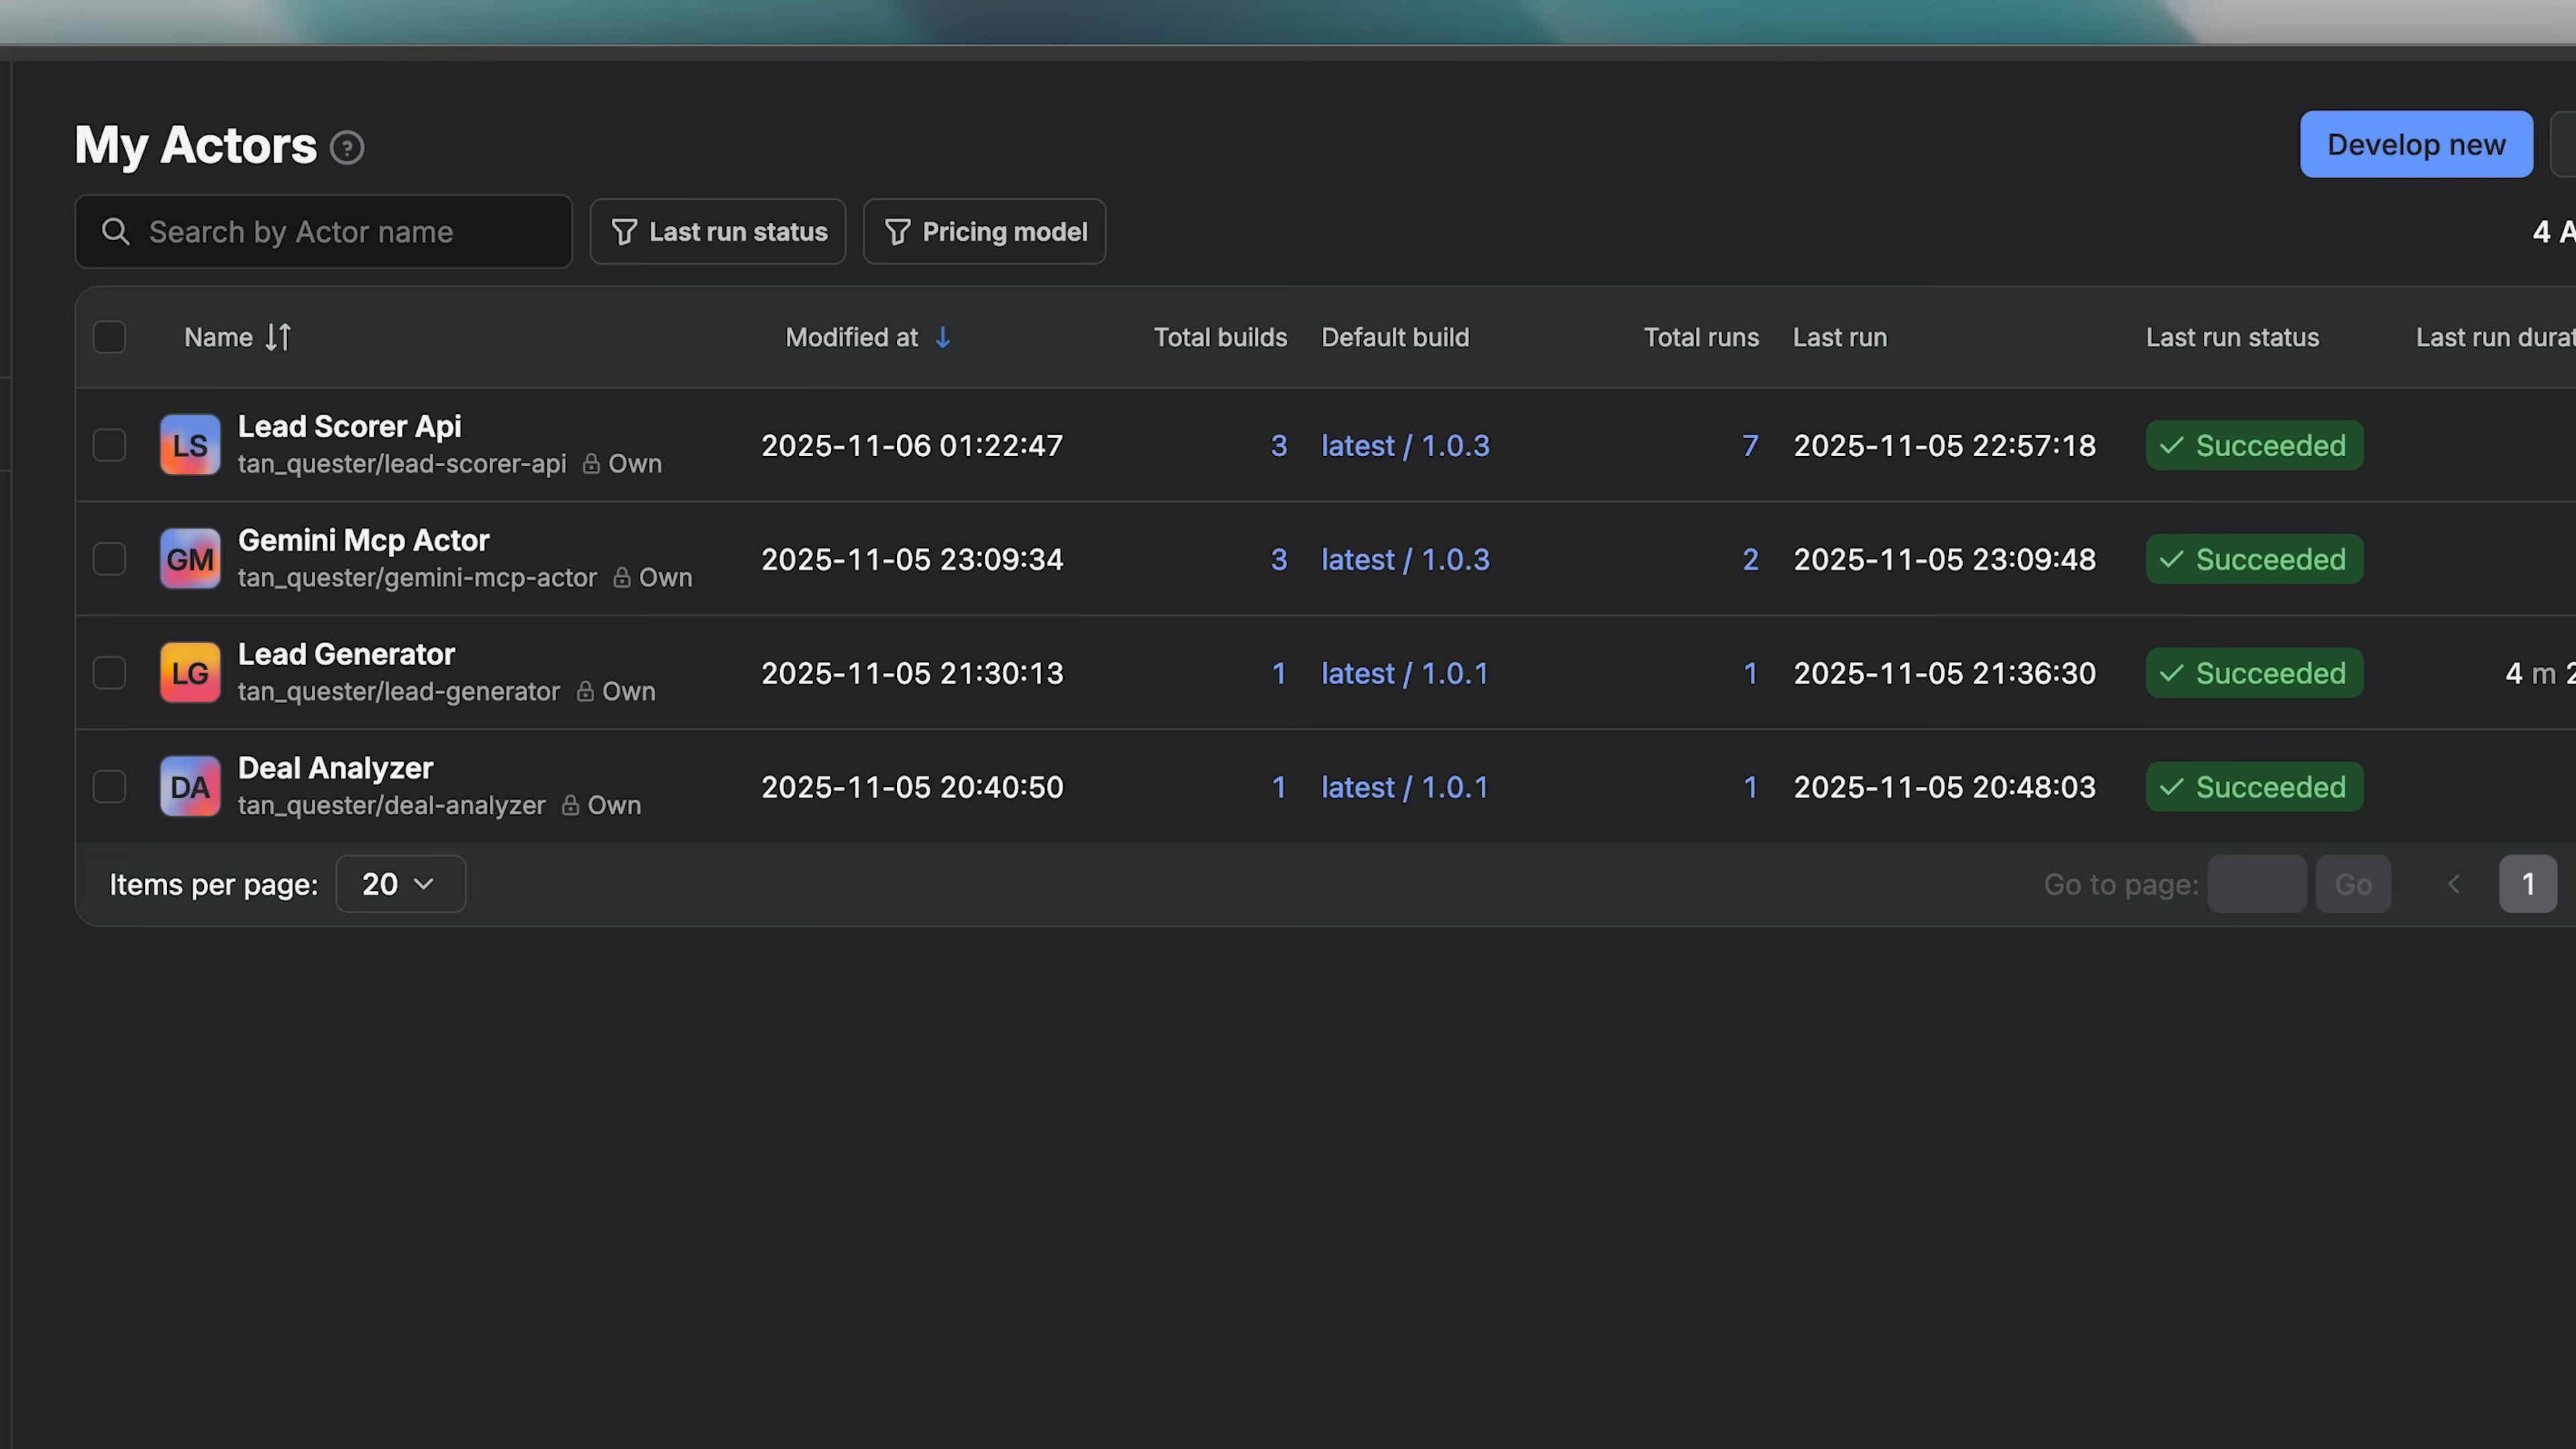 My Actors ?
Develop new
Search by Actor name
Last run status
Pricing model
4
Name
Modified at
Total builds
Default build
Total runs
Last run
Last run status
Last run
LS
Lead Scorer Api
tan_quester/lead-scorer-api Own
2025-11-06 01:22:47
3
latest / 1.0.3
7
2025-11-05 22:57:18
Succeeded
GM
Gemini Mcp Actor
tan_quester/gemini-mcp-actor Own
2025-11-05 23:09:34
3
latest / 1.0.3
2
2025-11-05 23:09:48
Succeeded
LG
Lead Generator
tan_quester/lead-generator Own
2025-11-05 21:30:13
1
latest / 1.0.1
1
2025-11-05 21:36:30
Succeeded
4 m
DA
Deal Analyzer
tan_quester/deal-analyzer Own
2025-11-05 20:40:50
1
latest / 1.0.1
1
2025-11-05 20:48:03
Succeeded
Items per page: 20
Go to page:
Go
1